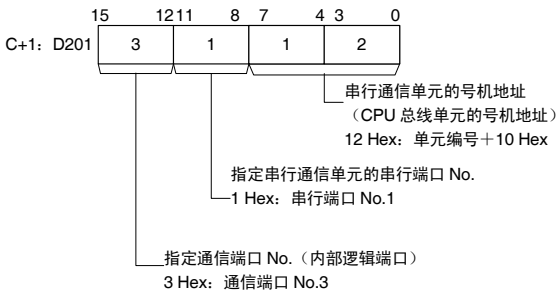 15 12 11 8 7 4 3 0
C+1：D201 3 1 1 2
串行通信单元的号机地址
（CPU 总线单元的号机地址）
12 Hex：单元编号＋10 Hex
指定串行通信单元的串行端口 No.
1 Hex：串行端口 No.1
指定通信端口 No.（内部逻辑端口）
3 Hex：通信端口 No.3